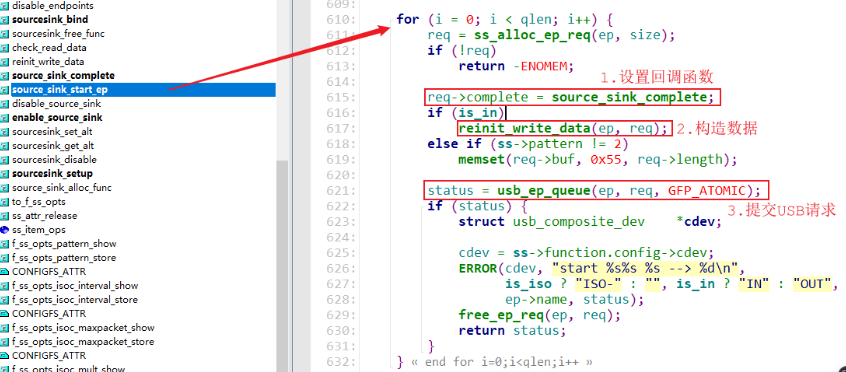 disable_endpoints
sourcesink_bind
sourcesink_free_func
check_read_data
reinit_write_data
source_sink_complete
source_sink_start_ep
disable_source_sink
enable_source_sink
sourcesink_set_alt
sourcesink_get_alt
sourcesink_disable
sourcesink_setup
source_sink_alloc_func
to_f_ss_opts
ss_attr_release
ss_item_ops
f_ss_opts_pattern_show
f_ss_opts_pattern_store
CONFIGFS_ATTR
f_ss_opts_isoc_interval_show
f_ss_opts_isoc_interval_store
CONFIGFS_ATTR
f_ss_opts_isoc_maxpacket_show
f_ss_opts_isoc_maxpacket_store
CONFIGFS_ATTR
f_ss_opts_isoc_mult_show
609:
610: for (i = 0; i < qlen; i++) {
611: req = ss_alloc_ep_req(ep, size);
612: if (!req)
613: return -ENOMEM;
614:
1.设置回调函数
615: req->complete = source_sink_complete;
616: if (is_in)
617: reinit_write_data(ep, req); 2.构造数据
618: else if (ss->pattern != 2)
619: memset(req->buf, 0x55, req->length);
620:
621: status = usb_ep_queue(ep, req, GFP_ATOMIC);
622: if (status) {
3.提交USB请求
623: struct usb_composite_dev *cdev;
624:
625: cdev = ss->function.config->cdev;
626: ERROR(cdev, "start %s%s %s --> %d\n",
627: is_iso ? "ISO-" : "", is_in ? "IN" : "OUT",
628: ep->name, status);
629: free_ep_req(ep, req);
630: return status;
631: }
632: } « end for i=0;i<qlen;i++ »